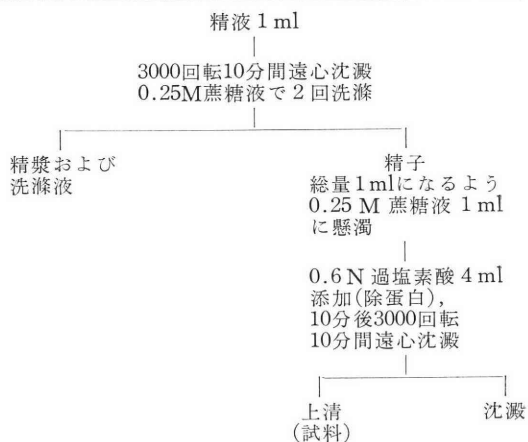 精液 1 ml
3000回転10分間遠心沈澱
0.25M蔗糖液で 2 回洗滌
精漿および
洗滌液
精子
総量 1 mlになるよう
0.25 M 蔗糖液 1 ml
に懸濁
0.6 N 過塩素酸 4 ml
添加(除蛋白),
10分後3000回転
10分間遠心沈澱
上清
(試料)
沈澱